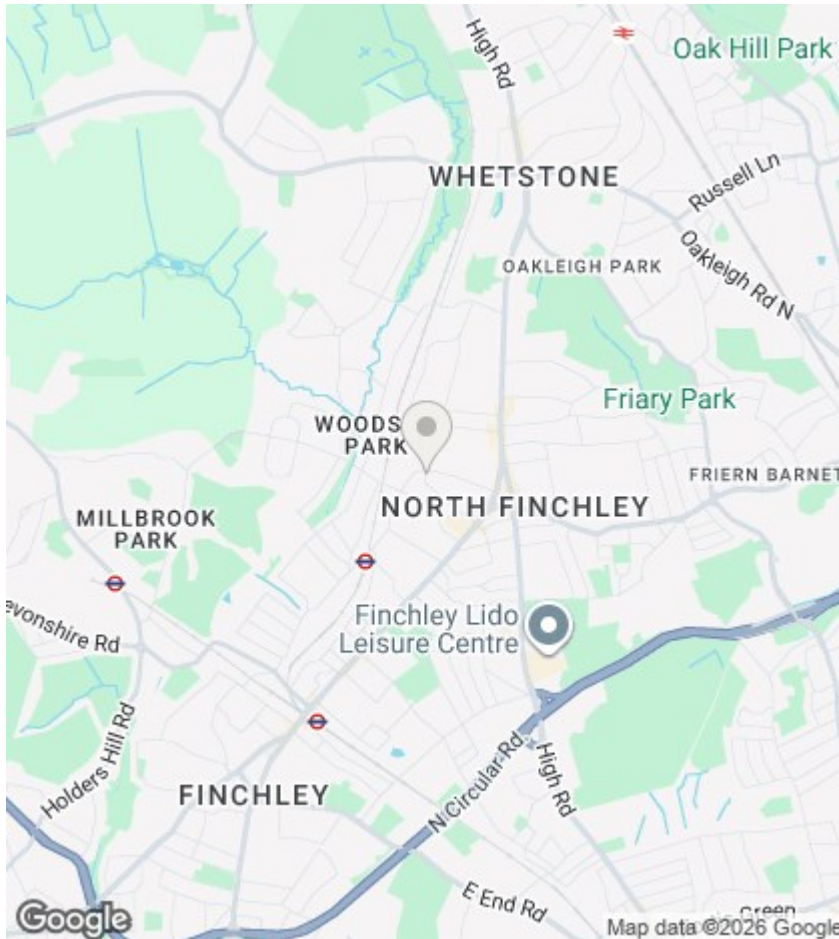 High Rd
Oak Hill Park
WHETSTONE
Russell Ln
OAKLEIGH PARK
Oakleigh Rd N
Friary Park
WOODS
PARK
FRIERN BARNET
NORTH FINCHLEY
MILLBROOK
PARK
evonshire Rd
Finchley Lido
Leisure Centre
Holders Hill Rd
N Circular Rd
High Rd
FINCHLEY
E End Rd
Green
Google
Map data ©2026 Google